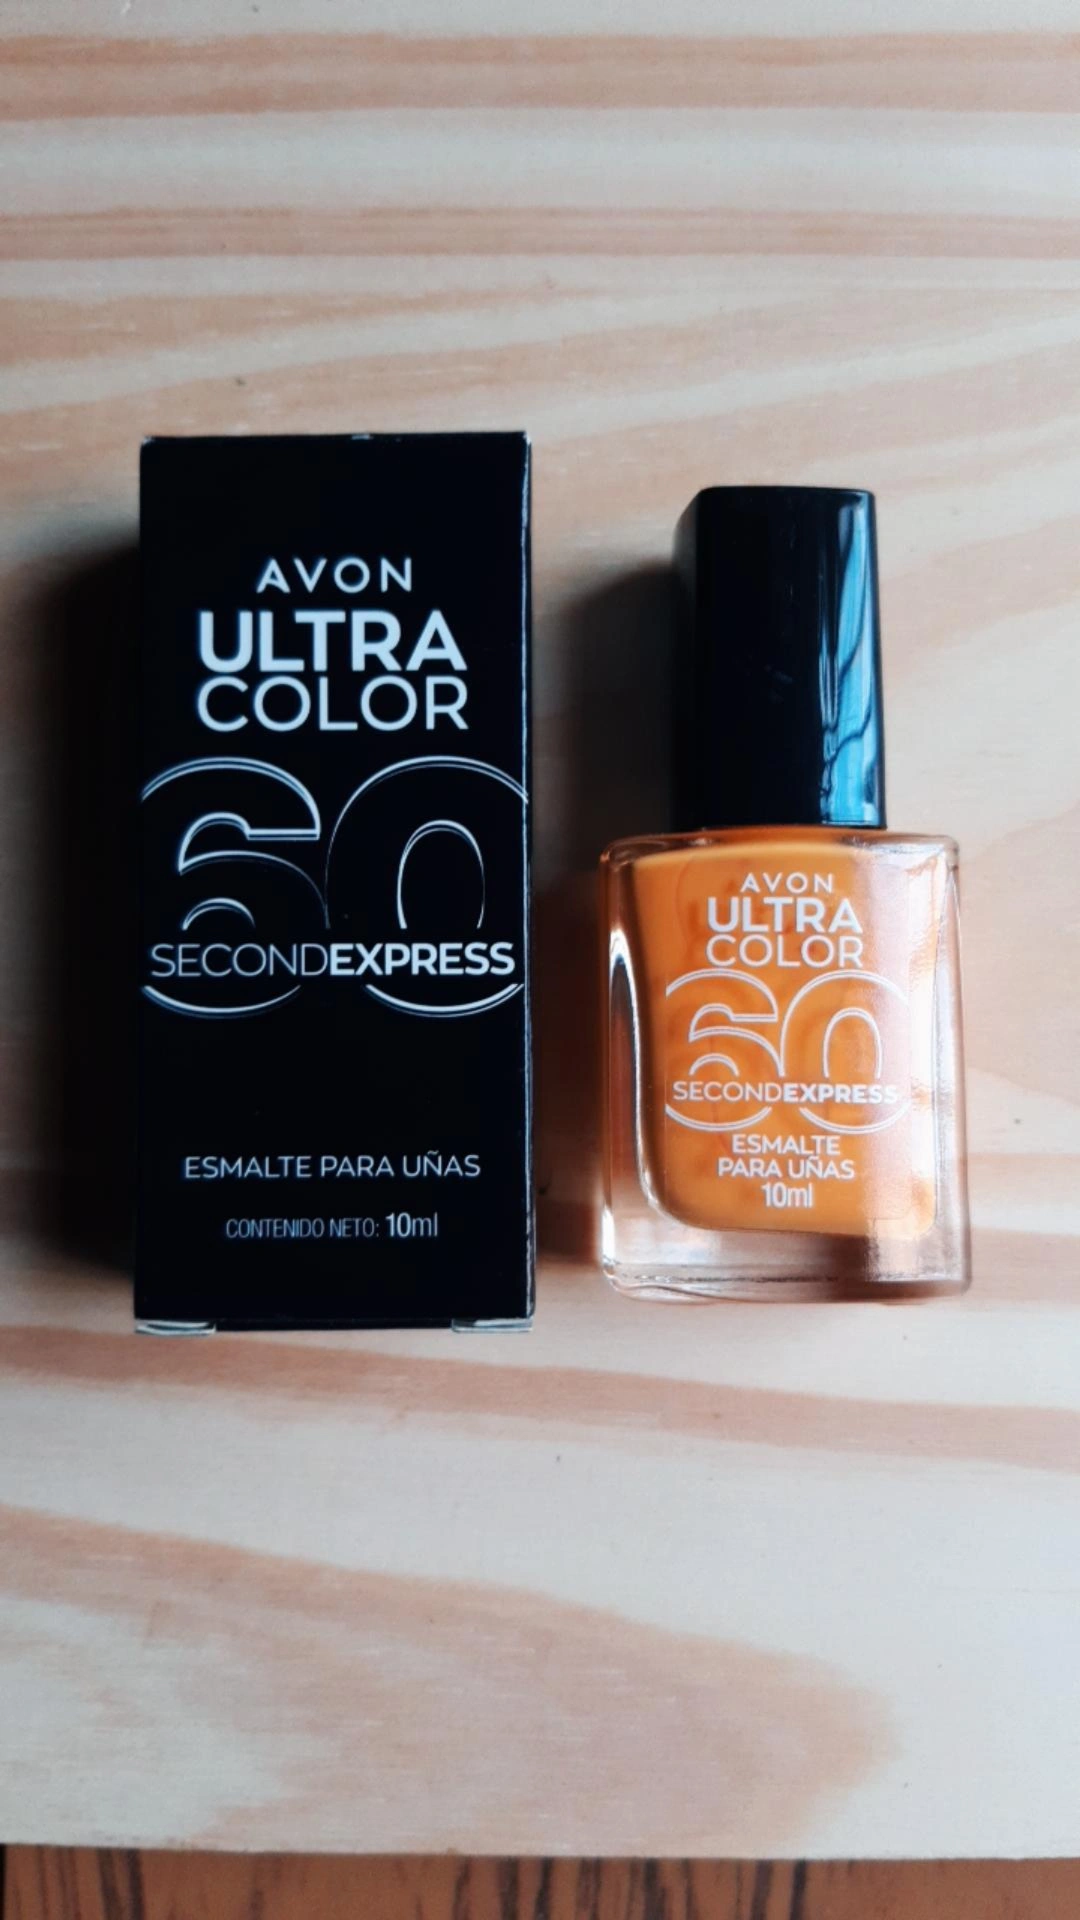 AVON
ULTRA
COLOR
60
SECONDEXPRESS
ESMALTE PARA UÑAS
CONTENIDO NETO: 10ml
AVON
ULTRA
COLOR
60
SECONDEXPRESS
ESMALTE
PARA UÑAS
10ml